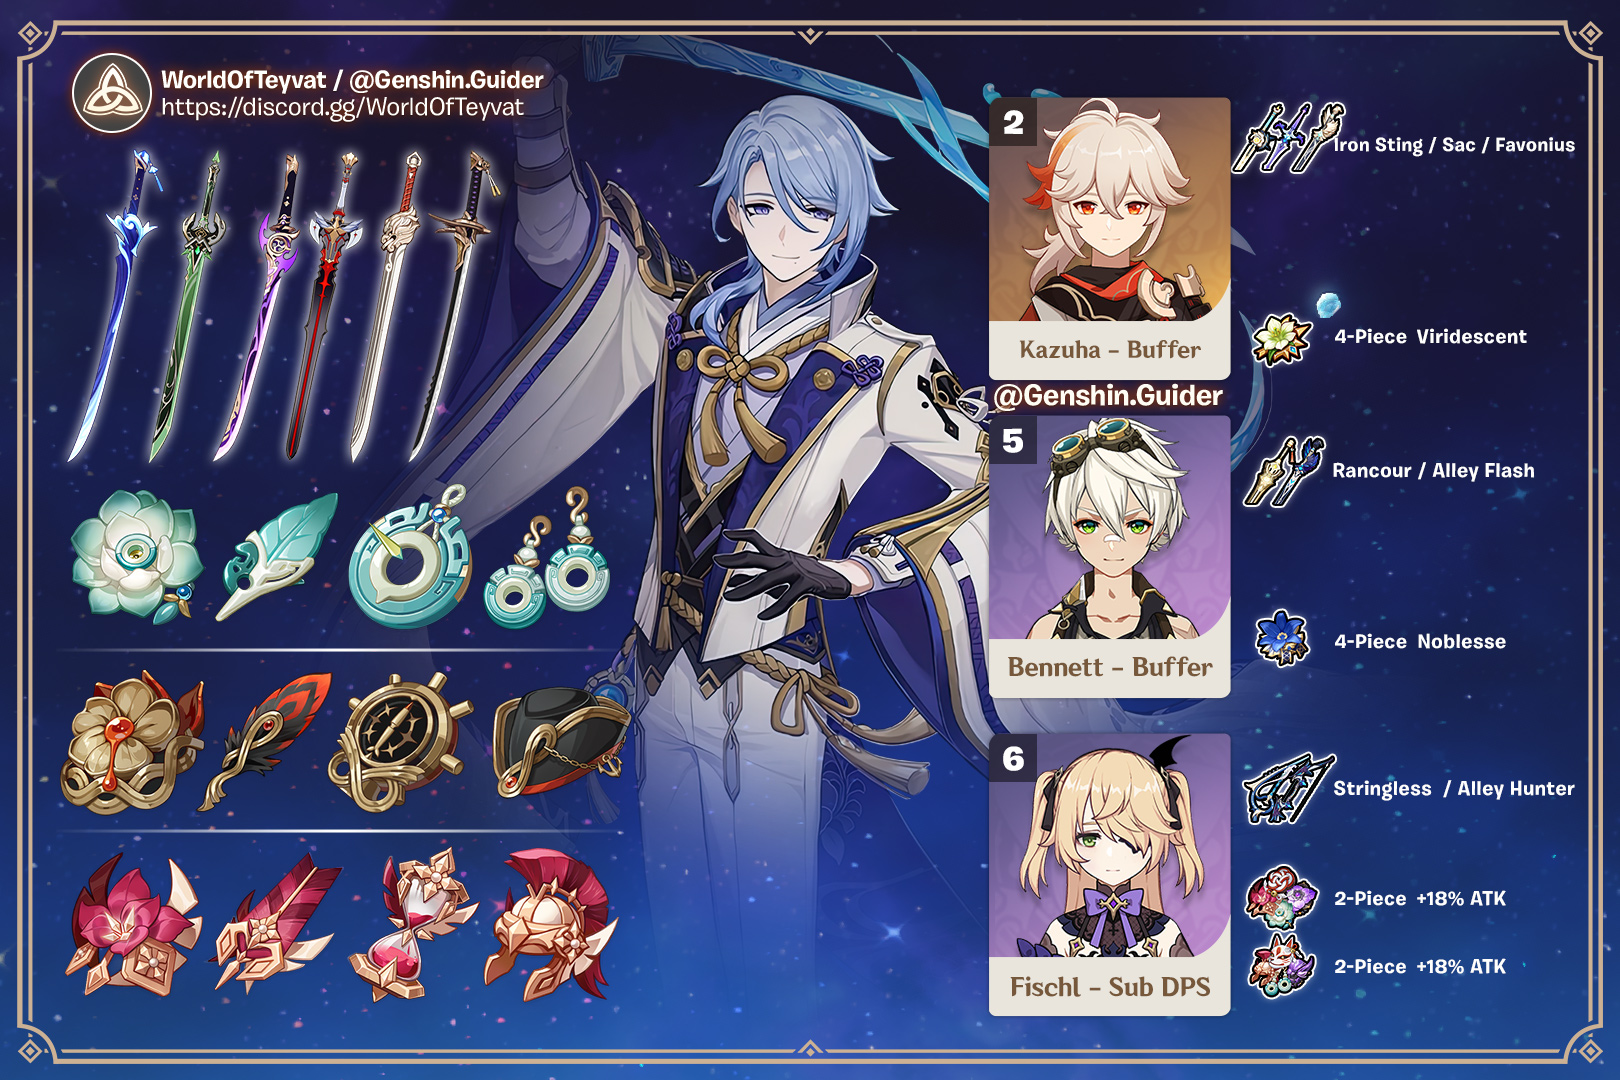 WorldOfTeyvat / @Genshin.Guider
https://discord.gg/WorldOfTeyvat
2
Iron Sting / Sac / Favonius
4-Piece Viridescent
Kazuha - Buffer
@Genshin.Guider
5
Rancour / Alley Flash
4-Piece Noblesse
Bennett - Buffer
6
Stringless / Alley Hunter
2-Piece +18% ATK
2-Piece +18% ATK
Fischl - Sub DPS